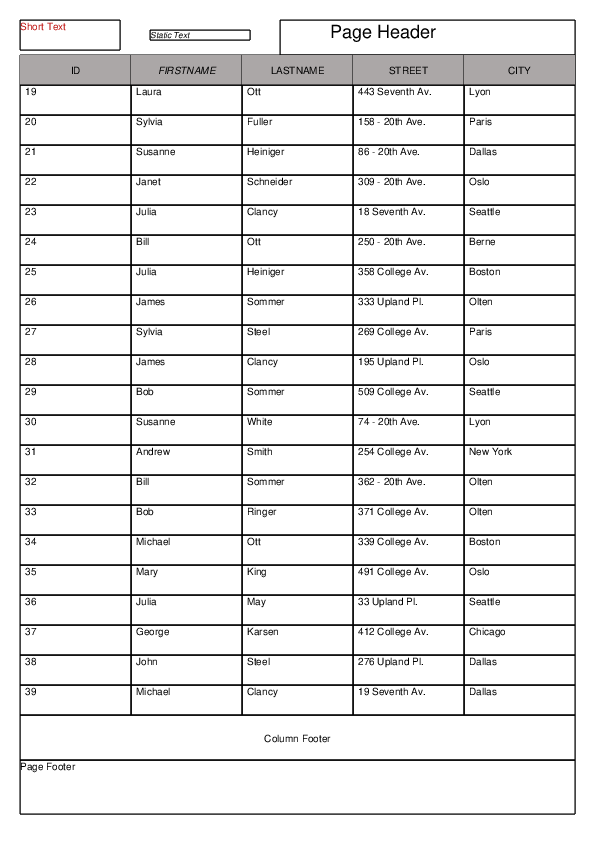 Short Text
Static Text
Page Header
ID FIRSTNAME LASTNAME STREET CITY
19 Laura Ott 443 Seventh Av. Lyon
20 Sylvia Fuller 158 - 20th Ave. Paris
21 Susanne Heiniger 86 - 20th Ave. Dallas
22 Janet Schneider 309 - 20th Ave. Oslo
23 Julia Clancy 18 Seventh Av. Seattle
24 Bill Ott 250 - 20th Ave. Berne
25 Julia Heiniger 358 College Av. Boston
26 James Sommer 333 Upland Pl. Olten
27 Sylvia Steel 269 College Av. Paris
28 James Clancy 195 Upland Pl. Oslo
29 Bob Sommer 509 College Av. Seattle
30 Susanne White 74 - 20th Ave. Lyon
31 Andrew Smith 254 College Av. New York
32 Bill Sommer 362 - 20th Ave. Olten
33 Bob Ringer 371 College Av. Olten
34 Michael Ott 339 College Av. Boston
35 Mary King 491 College Av. Oslo
36 Julia May 33 Upland Pl. Seattle
37 George Karsen 412 College Av. Chicago
38 John Steel 276 Upland Pl. Dallas
39 Michael Clancy 19 Seventh Av. Dallas
Column Footer
Page Footer